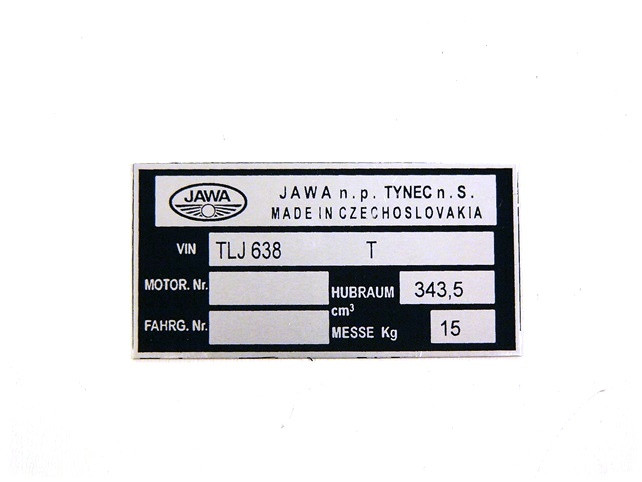 JAWA
JAWA n. p. TYNEC n. S.
MADE IN CZECHOSLOVAKIA
VIN TLJ 638 T
MOTOR. Nr.
HUBRAUM 343,5
cm³
FAHRG. Nr.
MESSE Kg 15